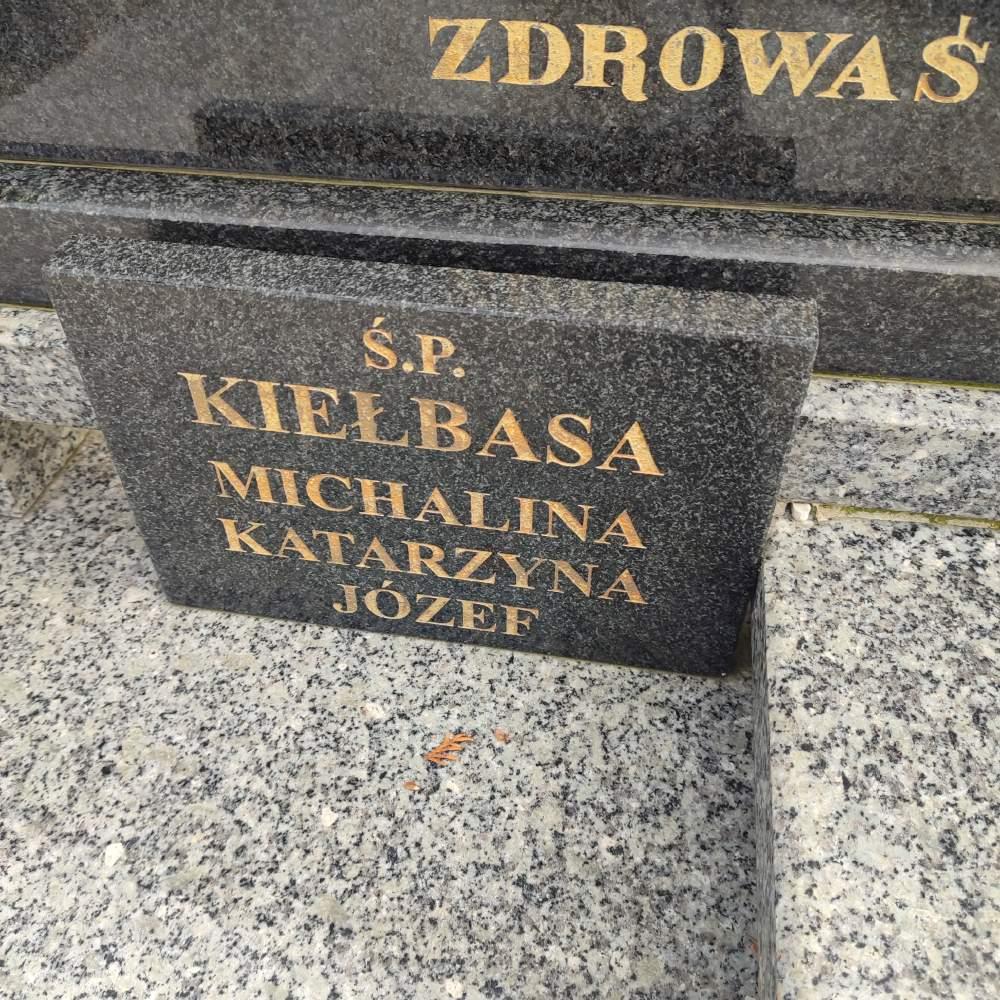 ZDROWAŚ
Ś.P.
KIEŁBASA
MICHALINA
KATARZYNA
JÓZEF